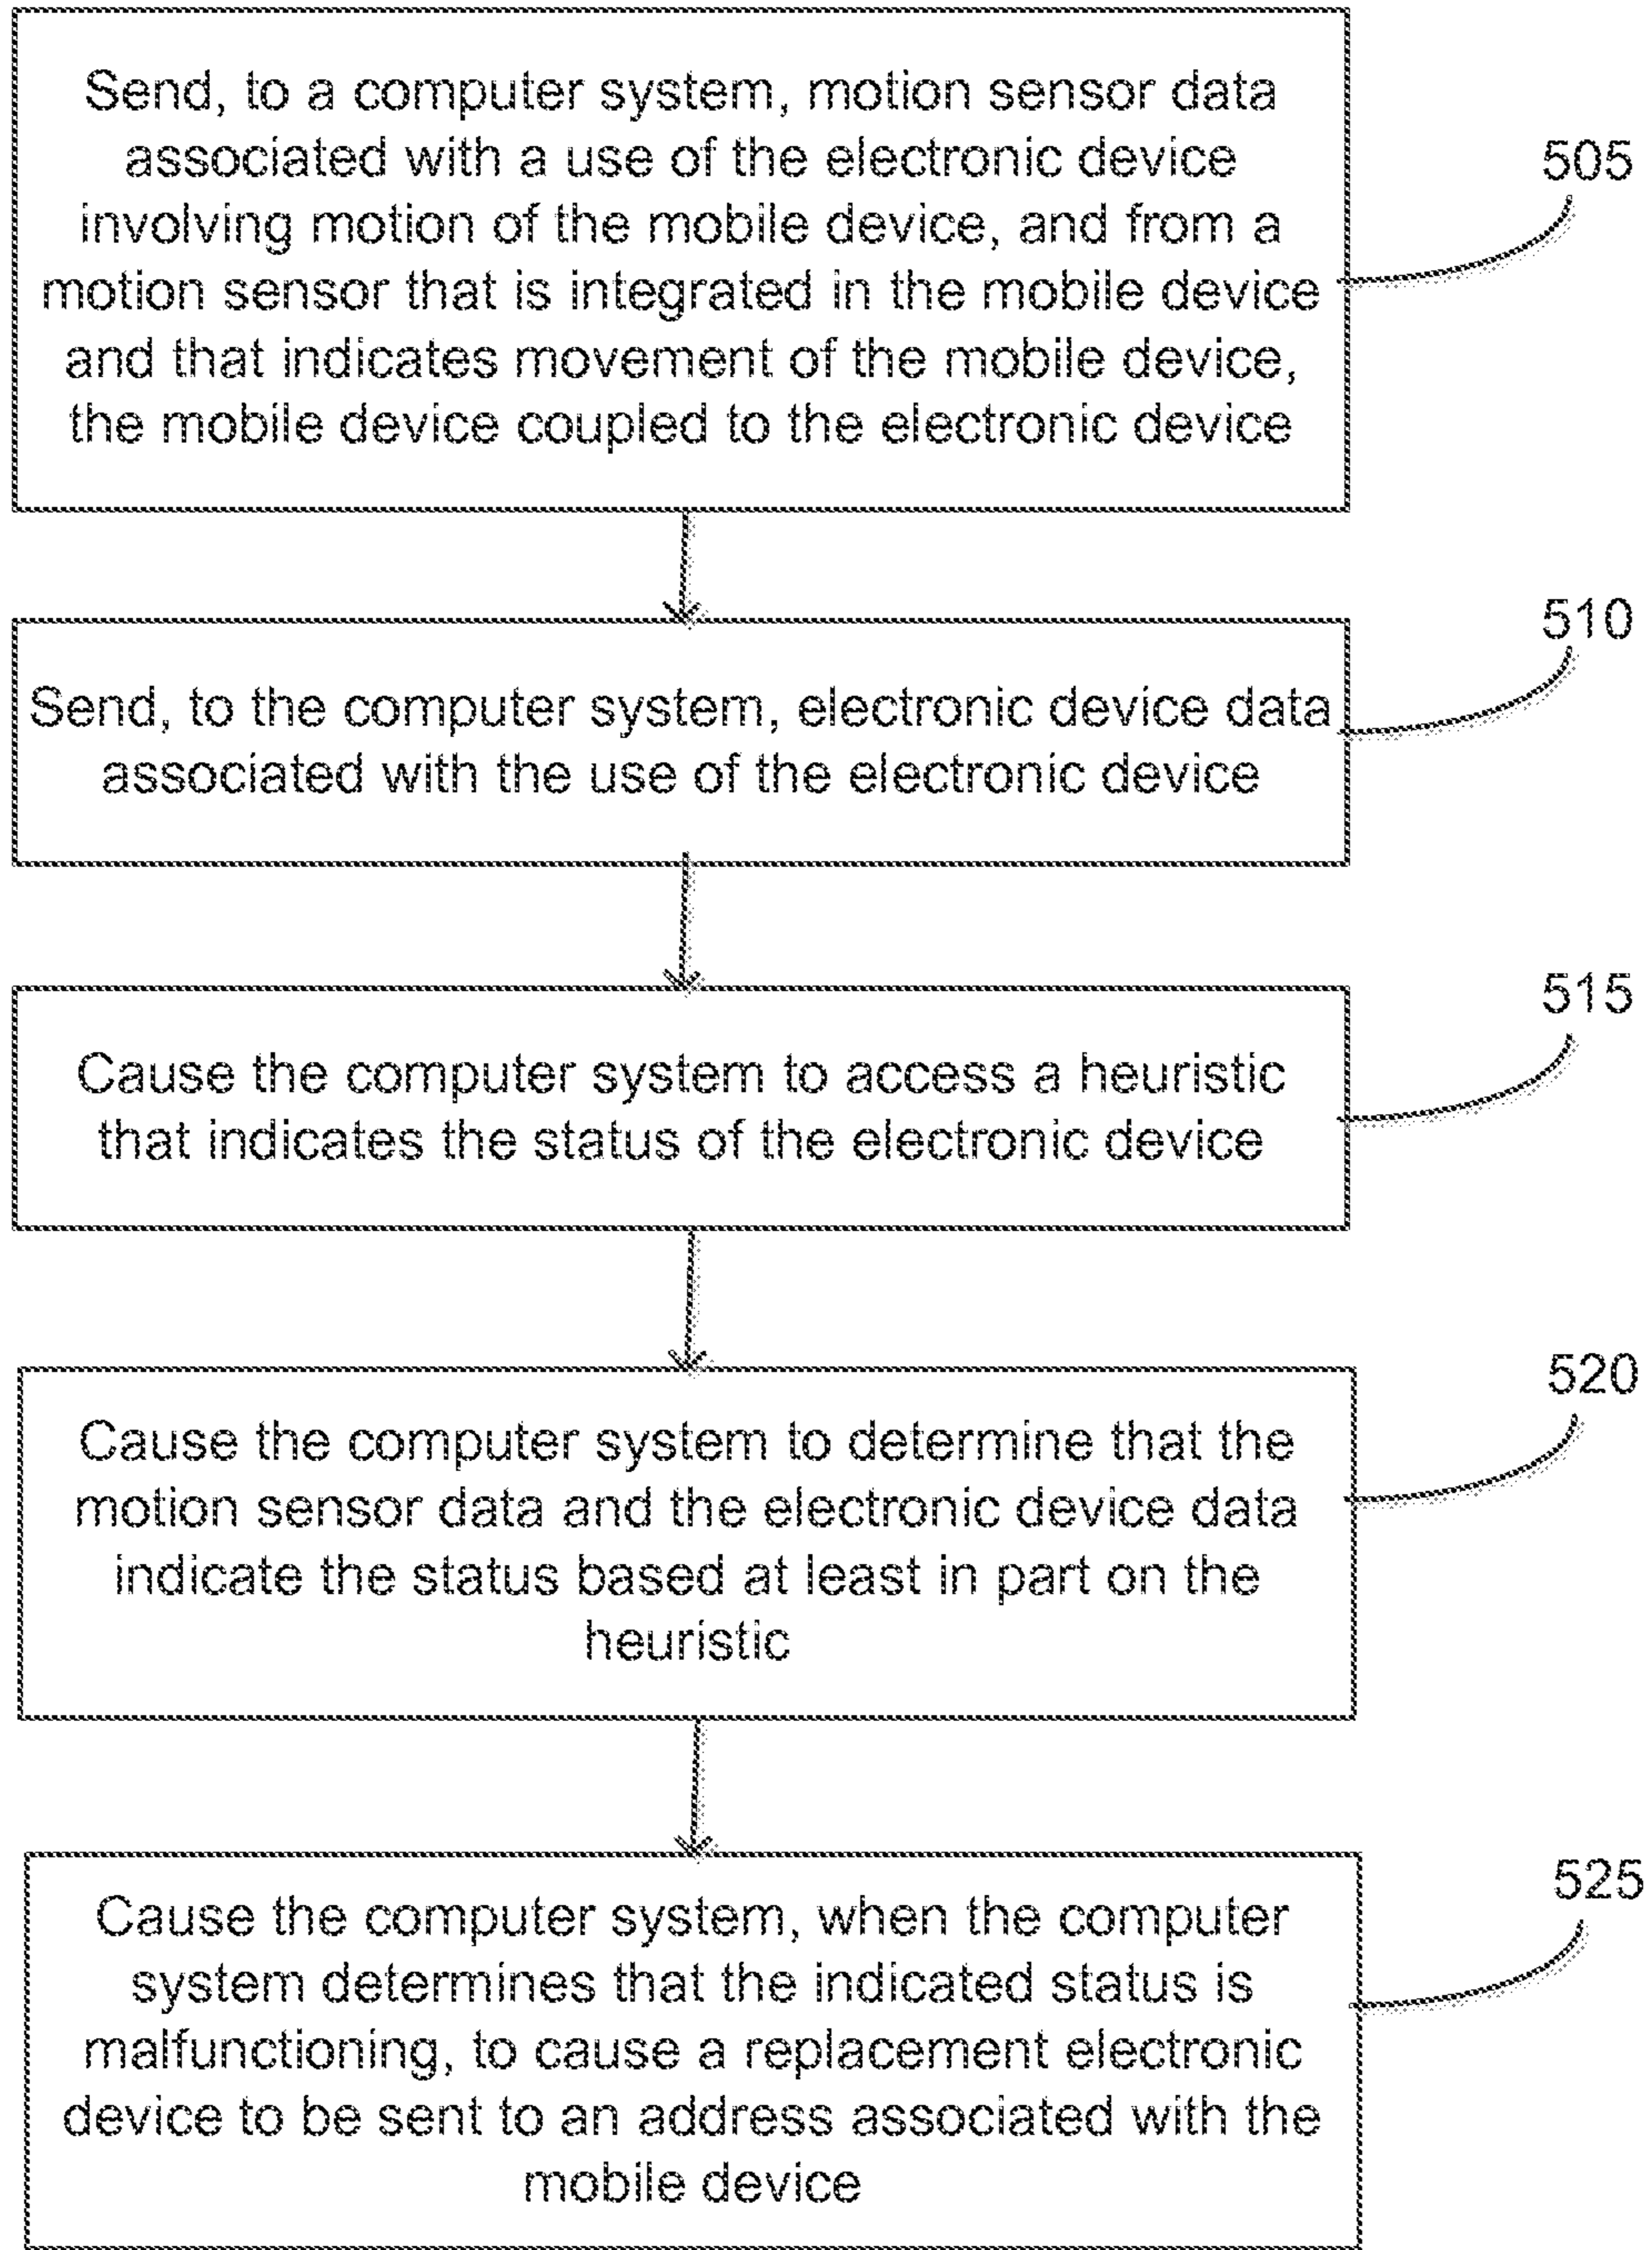 Send, to a computer system, motion sensor data
associated with a use of the electronic device
involving motion of the mobile device, and from a
motion sensor that is integrated in the mobile device
and that indicates movement of the mobile device,
the mobile device coupled to the electronic device
505
Send, to the computer system, electronic device data
associated with the use of the electronic device
510
Cause the computer system to access a heuristic
that indicates the status of the electronic device
515
Cause the computer system to determine that the
motion sensor data and the electronic device data
indicate the status based at least in part on the
heuristic
520
Cause the computer system, when the computer
system determines that the indicated status is
malfunctioning, to cause a replacement electronic
device to be sent to an address associated with the
mobile device
525